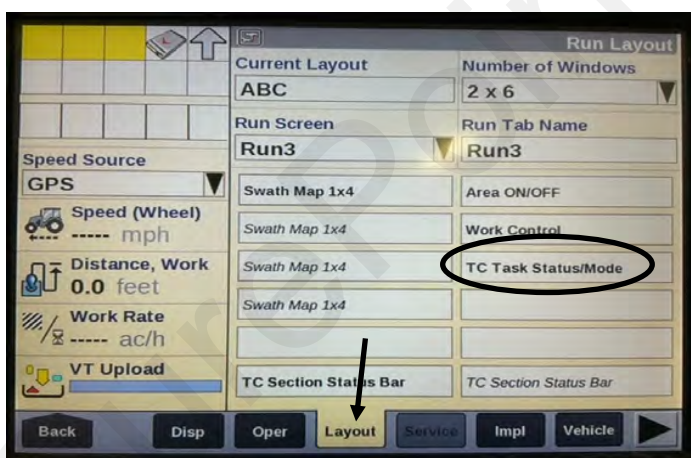 Run Layout
Current Layout
Number of Windows
ABC
2 x 6
Run Screen
Run Tab Name
Run3
Run3
Speed Source
GPS
Speed (Wheel)
----- mph
Distance, Work
0.0 feet
Work Rate
----- ac/h
VT Upload
Swath Map 1x4
Area ON/OFF
Swath Map 1x4
Work Control
Swath Map 1x4
TC Task Status/Mode
Swath Map 1x4
TC Section Status Bar
TC Section Status Bar
Back
Disp
Oper
Layout
Service
Impl
Vehicle